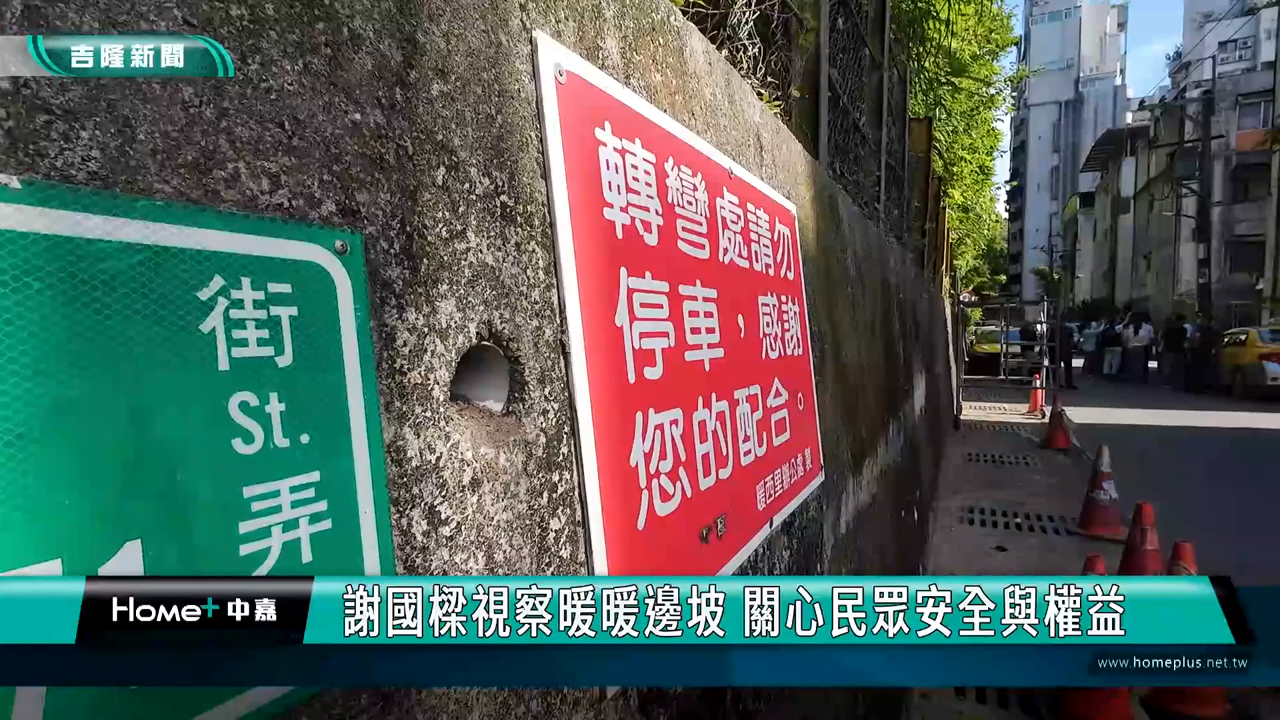 吉隆新聞
轉彎處請勿
停車，感謝
您的配合。
暖西里辦公處 製
街
St.
弄
Home+中嘉
謝國樑視察暖暖邊坡 關心民眾安全與權益
www.homeplus.net.tw